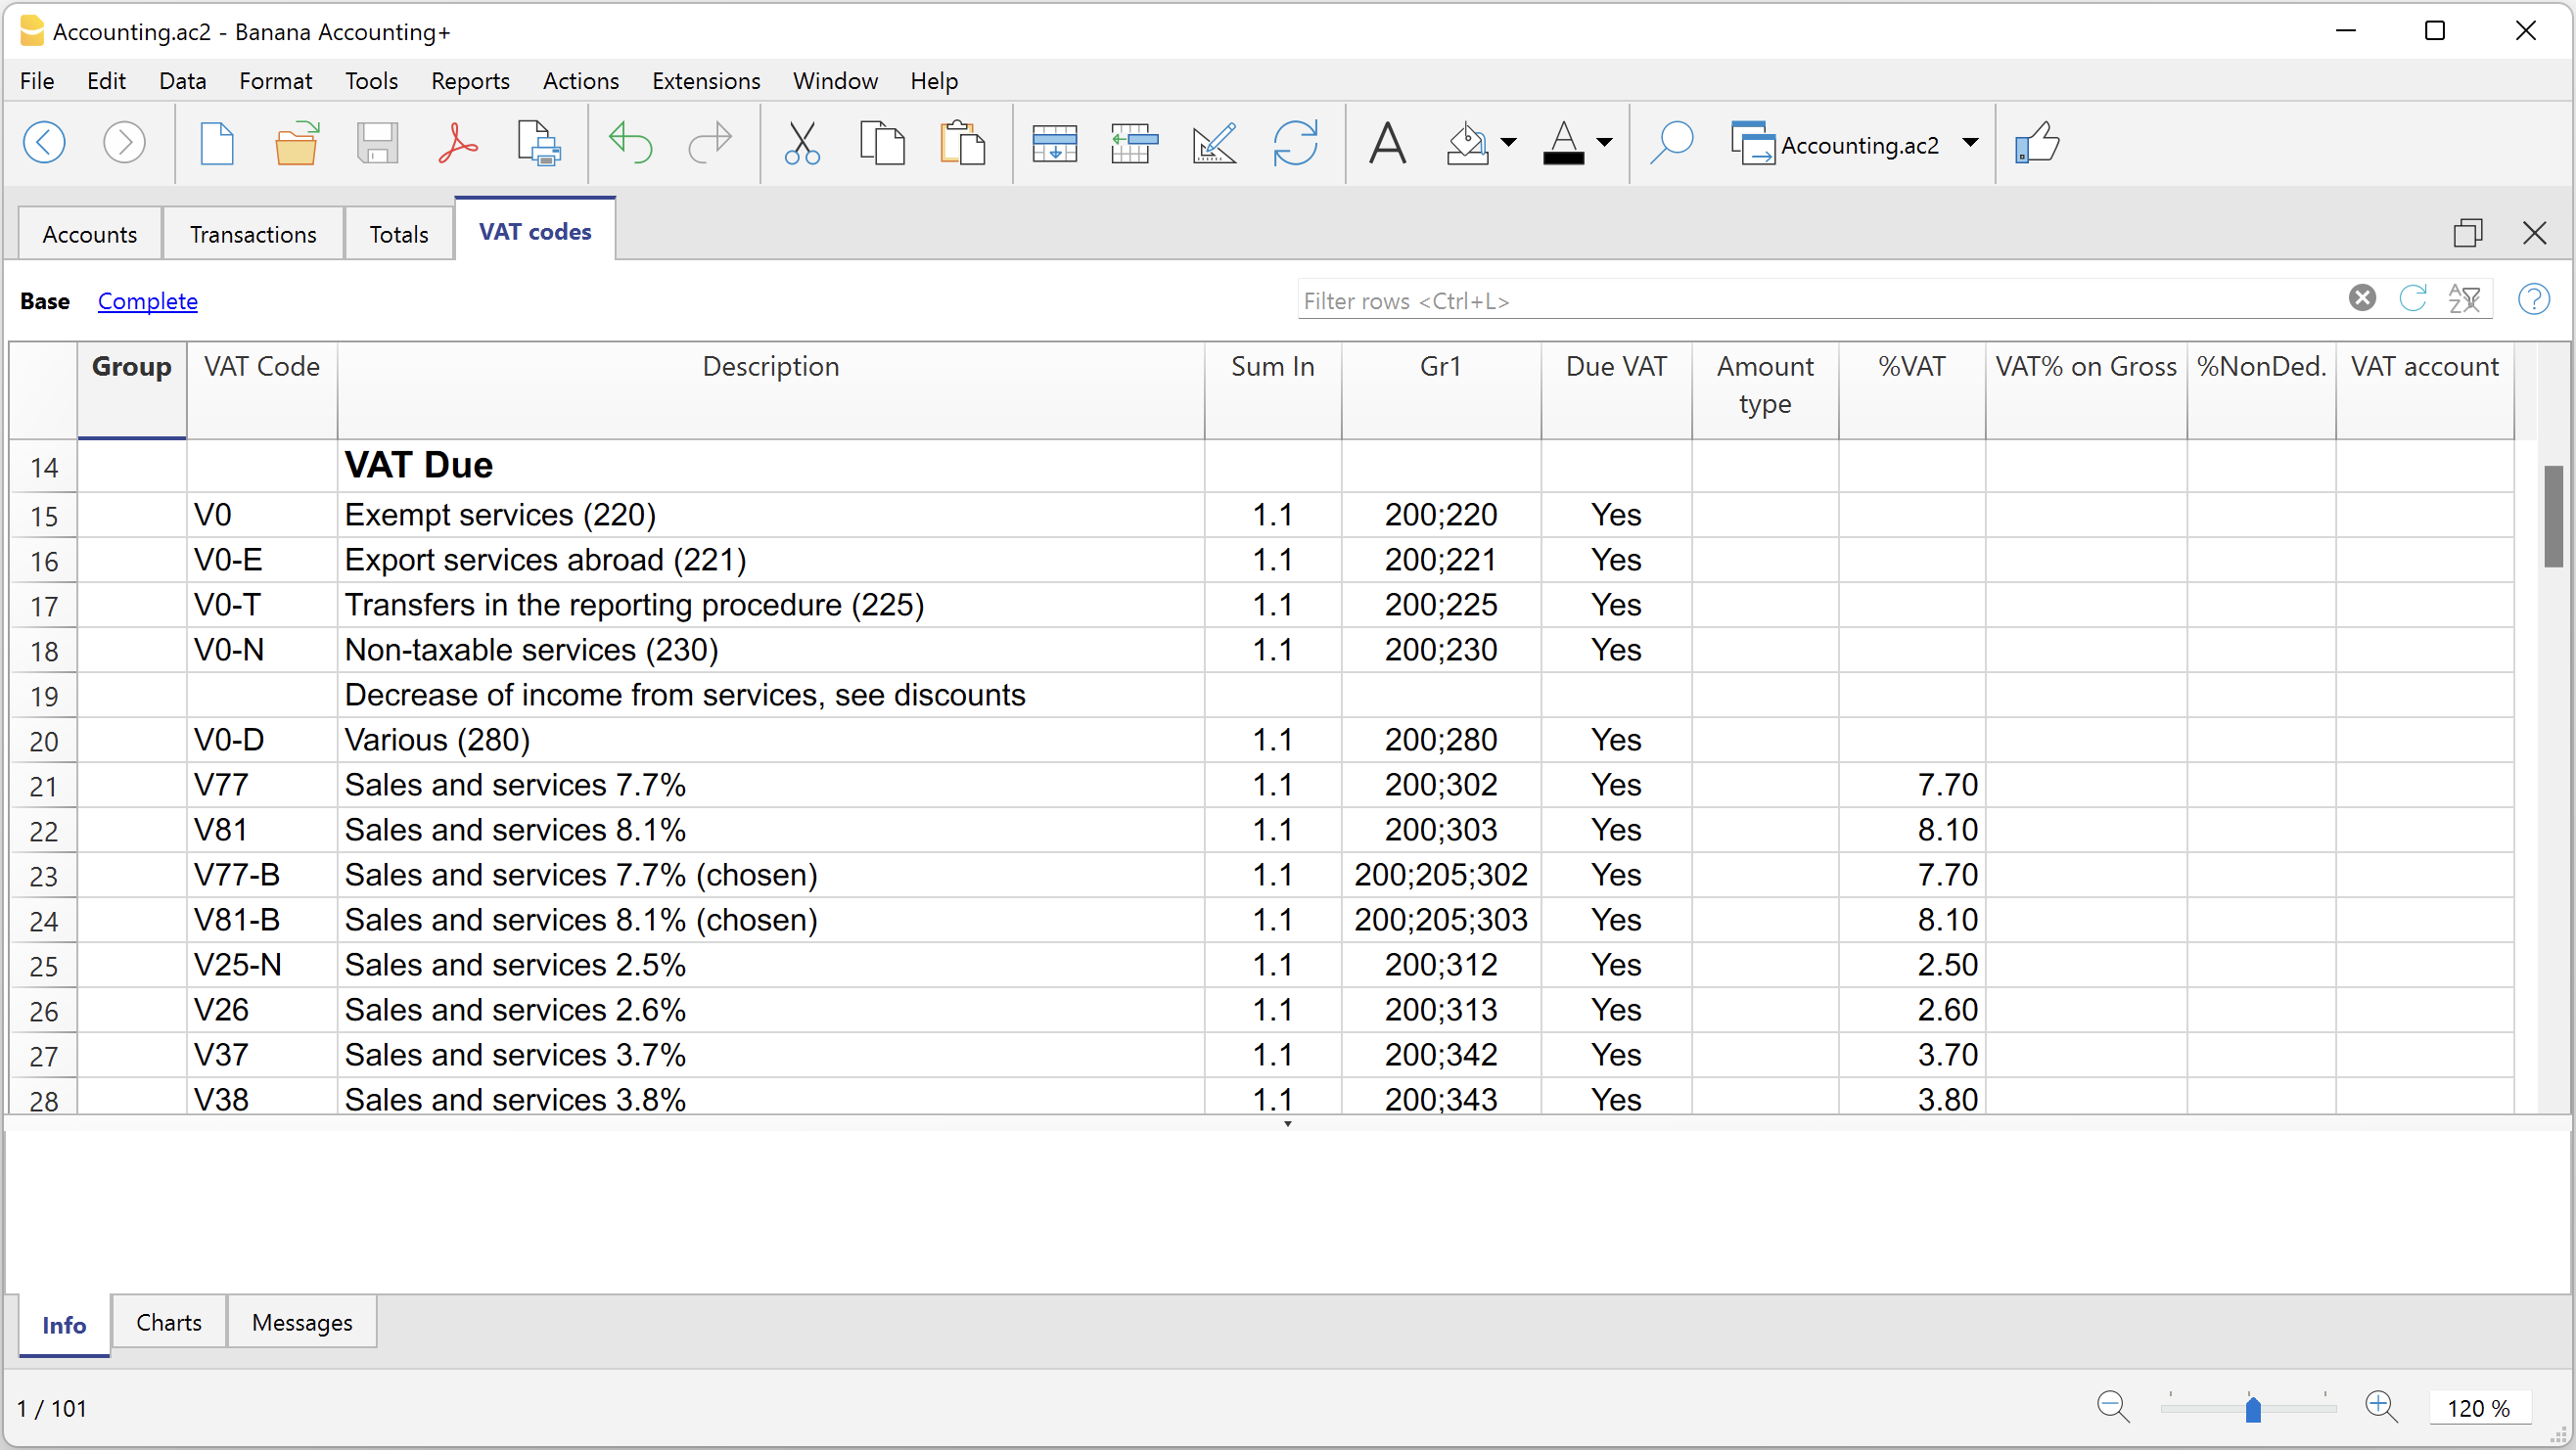 Accounting.ac2 - Banana Accounting+
File Edit Data Format Tools Reports Actions Extensions Window Help
A A Accounting.ac2
Accounts Transactions Totals VAT codes
Base Complete Filter rows <Ctrl+L> AZ ?
Group VAT Code Description Sum In Gr1 Due VAT Amount type %VAT VAT% on Gross %NonDed. VAT account
14 VAT Due
15 V0 Exempt services (220) 1.1 200;220 Yes
16 V0-E Export services abroad (221) 1.1 200;221 Yes
17 V0-T Transfers in the reporting procedure (225) 1.1 200;225 Yes
18 V0-N Non-taxable services (230) 1.1 200;230 Yes
19 Decrease of income from services, see discounts
20 V0-D Various (280) 1.1 200;280 Yes
21 V77 Sales and services 7.7% 1.1 200;302 Yes 7.70
22 V81 Sales and services 8.1% 1.1 200;303 Yes 8.10
23 V77-B Sales and services 7.7% (chosen) 1.1 200;205;302 Yes 7.70
24 V81-B Sales and services 8.1% (chosen) 1.1 200;205;303 Yes 8.10
25 V25-N Sales and services 2.5% 1.1 200;312 Yes 2.50
26 V26 Sales and services 2.6% 1.1 200;313 Yes 2.60
27 V37 Sales and services 3.7% 1.1 200;342 Yes 3.70
28 V38 Sales and services 3.8% 1.1 200;343 Yes 3.80
Info Charts Messages
1 / 101 120 %